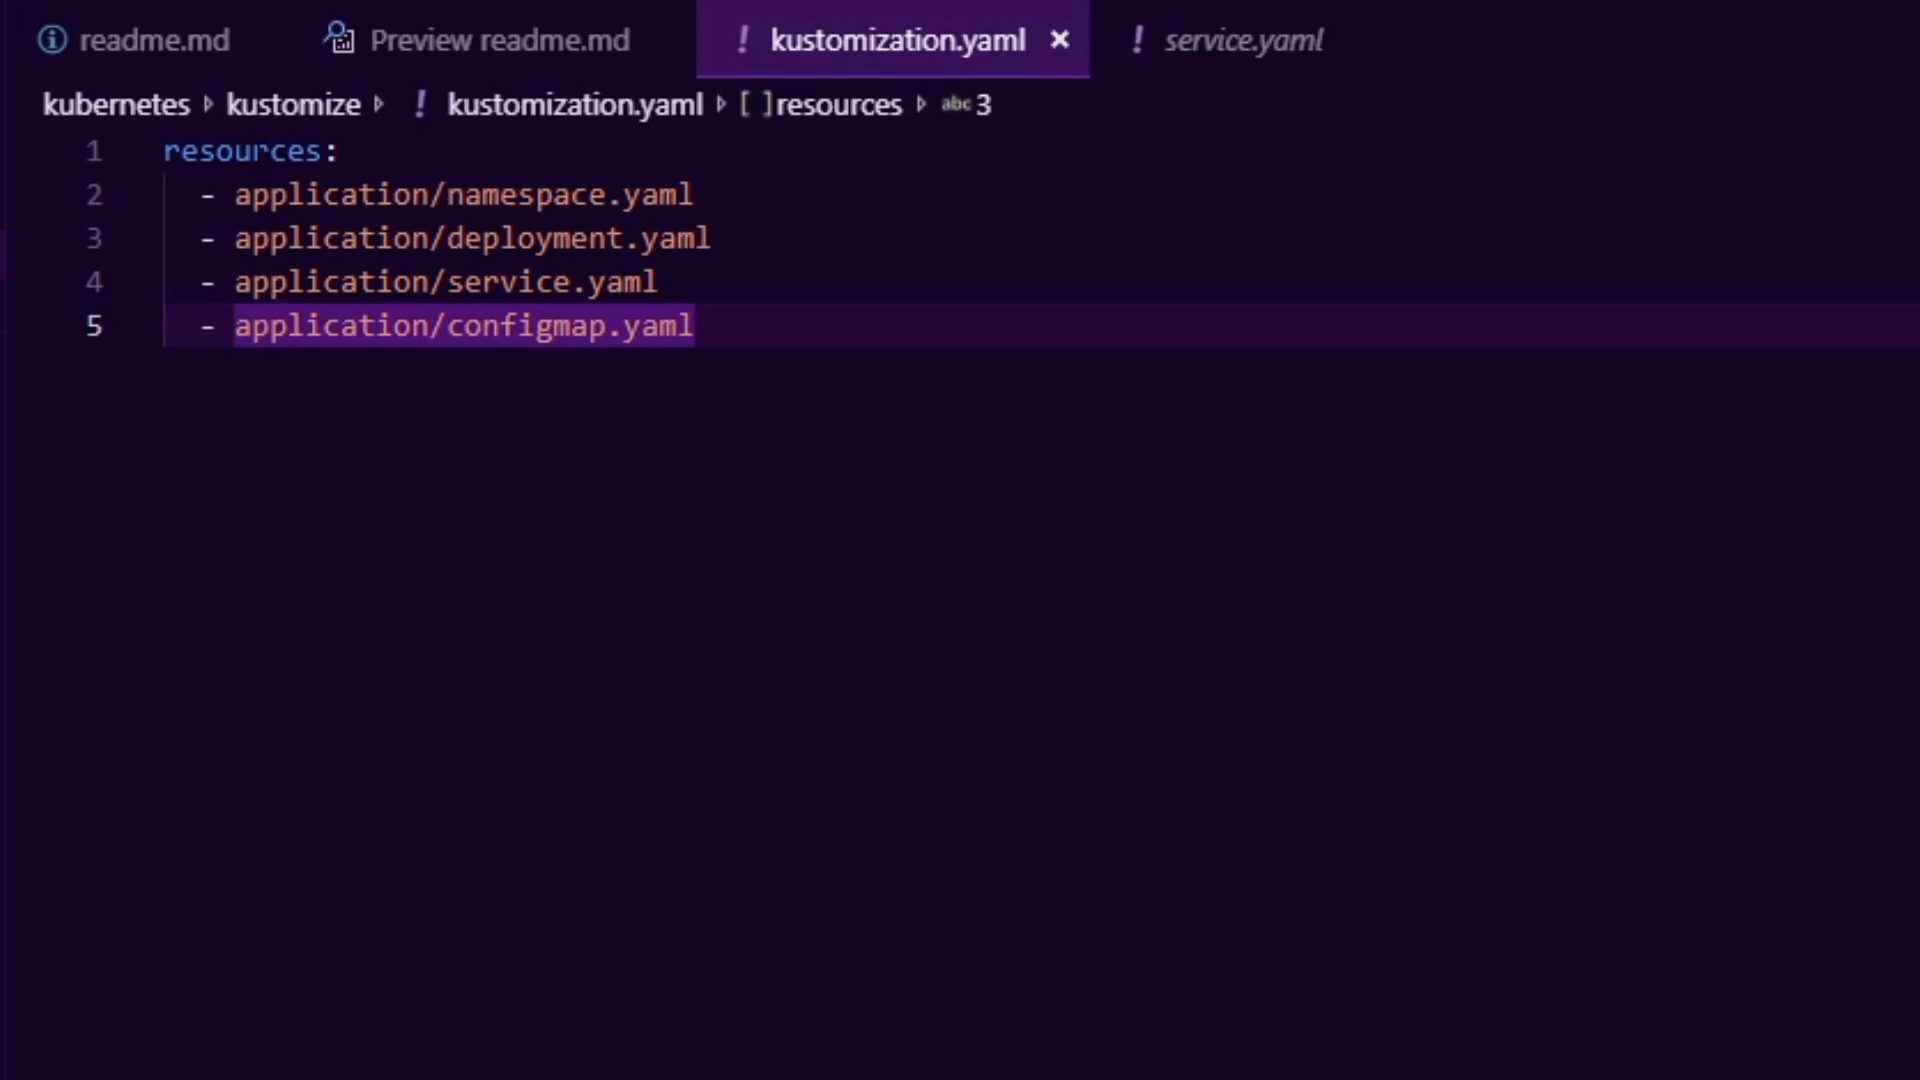 readme.md Preview readme.md ! kustomization.yaml × ! service.yaml
kubernetes ▹ kustomize ▹ ! kustomization.yaml ▹ [ ] resources ▹ abc 3
1 resources:
2 - application/namespace.yaml
3 - application/deployment.yaml
4 - application/service.yaml
5 - application/configmap.yaml